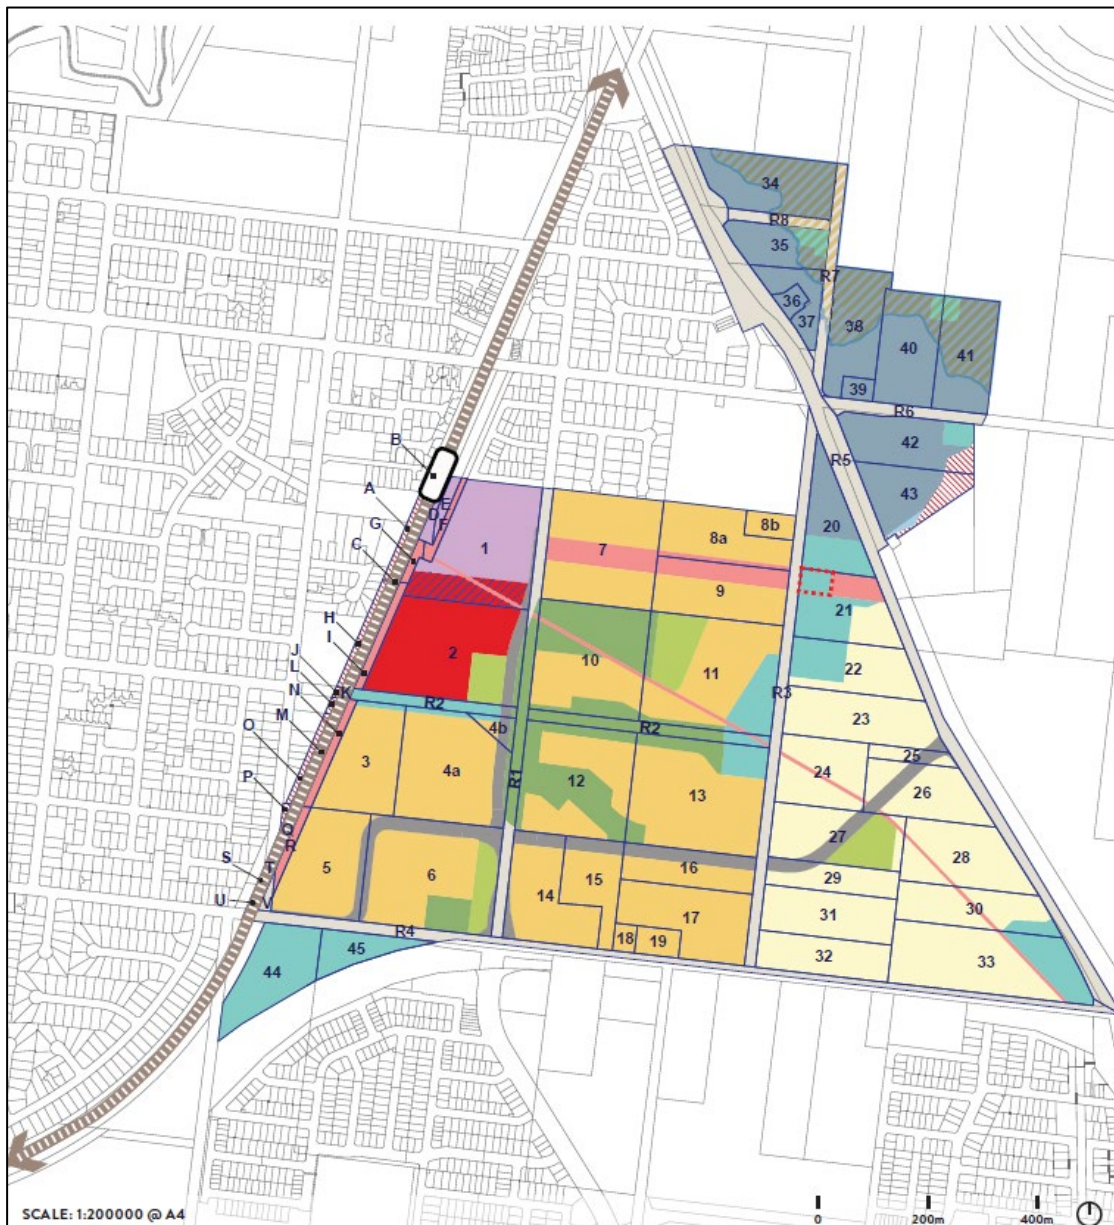 34
R8
35
R7
36
37
38
40
41
39
R6
42
R5
43
B
A
E
D
F
G
C
1
7
8a
8b
20
9
21
H
I
J
L
K
N
M
2
10
11
22
R2
R2
R3
23
O
P
3
4a
4b
R1
12
13
24
25
26
27
Q
R
S
T
U
V
5
6
14
15
16
17
18
19
28
29
30
31
32
33
R4
44
45
SCALE: 1:200000 @ A4
0
200m
400m